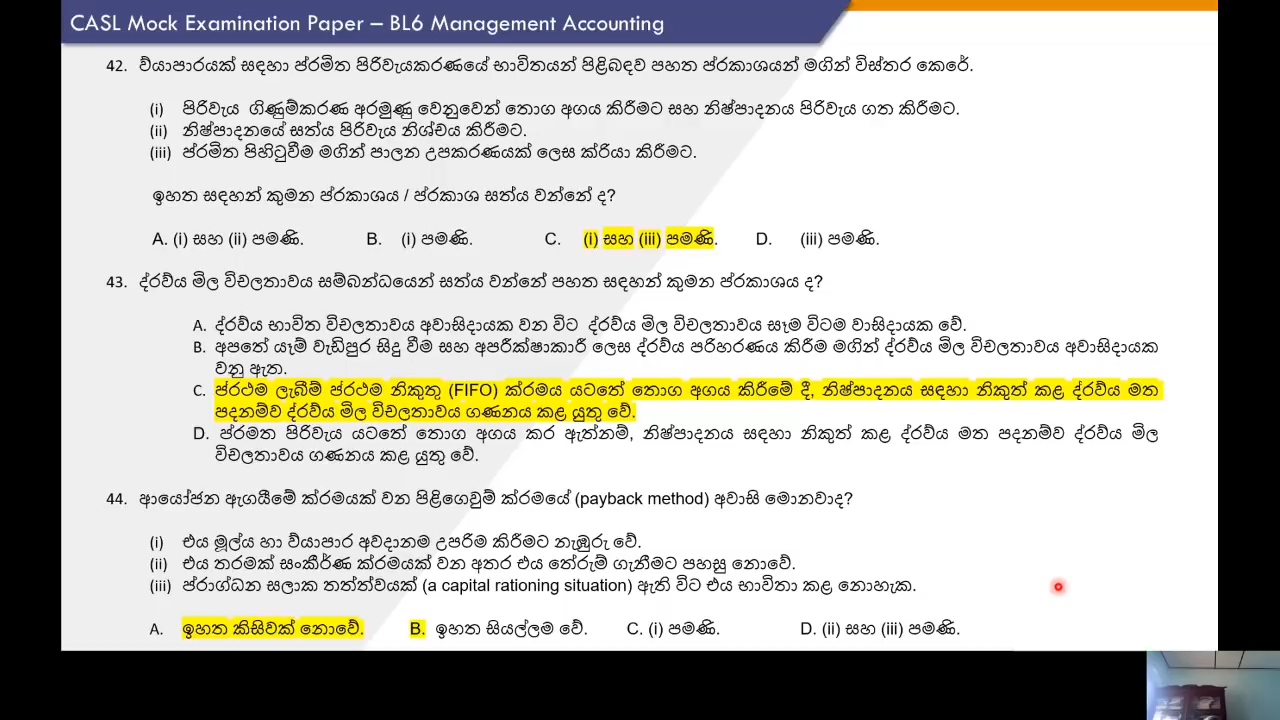 CASL Mock Examination Paper – BL6 Management Accounting
42. ව්යාපාරයක් සඳහා ප්රමිත පිරිවැයකරණයේ භාවිතයන් පිළිබඳව පහත ප්රකාශයන් මගින් විස්තර කෙරේ.
(i) පිරිවැය ගිණුම්කරණ අරමුණු වෙනුවෙන් තොග අගය කිරීමට සහ නිෂ්පාදනය පිරිවැය ගත කිරීමට.
(ii) නිෂ්පාදනයේ සත්ය පිරිවැය නිශ්චය කිරීමට.
(iii) ප්රමිත පිහිටුවීම මගින් පාලන උපකරණයක් ලෙස ක්රියා කිරීමට.
ඉහත සඳහන් කුමන ප්රකාශය / ප්රකාශ සත්ය වන්නේ ද?
A. (i) සහ (ii) පමණි. B. (i) පමණි. C. (i) සහ (iii) පමණි. D. (iii) පමණි.
43. ද්රව්ය මිල විචලතාවය සම්බන්ධයෙන් සත්ය වන්නේ පහත සඳහන් කුමන ප්රකාශය ද?
A. ද්රව්ය භාවිත විචලතාවය අවාසිදායක වන විට ද්රව්ය මිල විචලතාවය සෑම විටම වාසිදායක වේ.
B. අපතේ යෑම් වැඩිපුර සිදු වීම සහ අපරීක්ෂාකාරී ලෙස ද්රව්ය පරිහරණය කිරීම මගින් ද්රව්ය මිල විචලතාවය අවාසිදායක
වනු ඇත.
C. ප්රථම ලැබීම් ප්රථම නිකුතු (FIFO) ක්රමය යටතේ තොග අගය කිරීමේ දී, නිෂ්පාදනය සඳහා නිකුත් කළ ද්රව්ය මත
පදනම්ව ද්රව්ය මිල විචලතාවය ගණනය කළ යුතු වේ.
D. ප්රමත පිරිවැය යටතේ තොග අගය කර ඇත්නම්, නිෂ්පාදනය සඳහා නිකුත් කළ ද්රව්ය මත පදනම්ව ද්රව්ය මිල
විචලතාවය ගණනය කළ යුතු වේ.
44. ආයෝජන ඇගයීමේ ක්රමයක් වන පිළිගෙවුම් ක්රමයේ (payback method) අවාසි මොනවාද?
(i) එය මූල්ය හා ව්යාපාර අවදානම උපරිම කිරීමට නැඹුරු වේ.
(ii) එය තරමක් සංකීර්ණ ක්රමයක් වන අතර එය තේරුම් ගැනීමට පහසු නොවේ.
(iii) ප්රාග්ධන සලාක තත්ත්වයක් (a capital rationing situation) ඇති විට එය භාවිතා කළ නොහැක.
A. ඉහත කිසිවක් නොවේ. B. ඉහත සියල්ලම වේ. C. (i) පමණි. D. (ii) සහ (iii) පමණි.